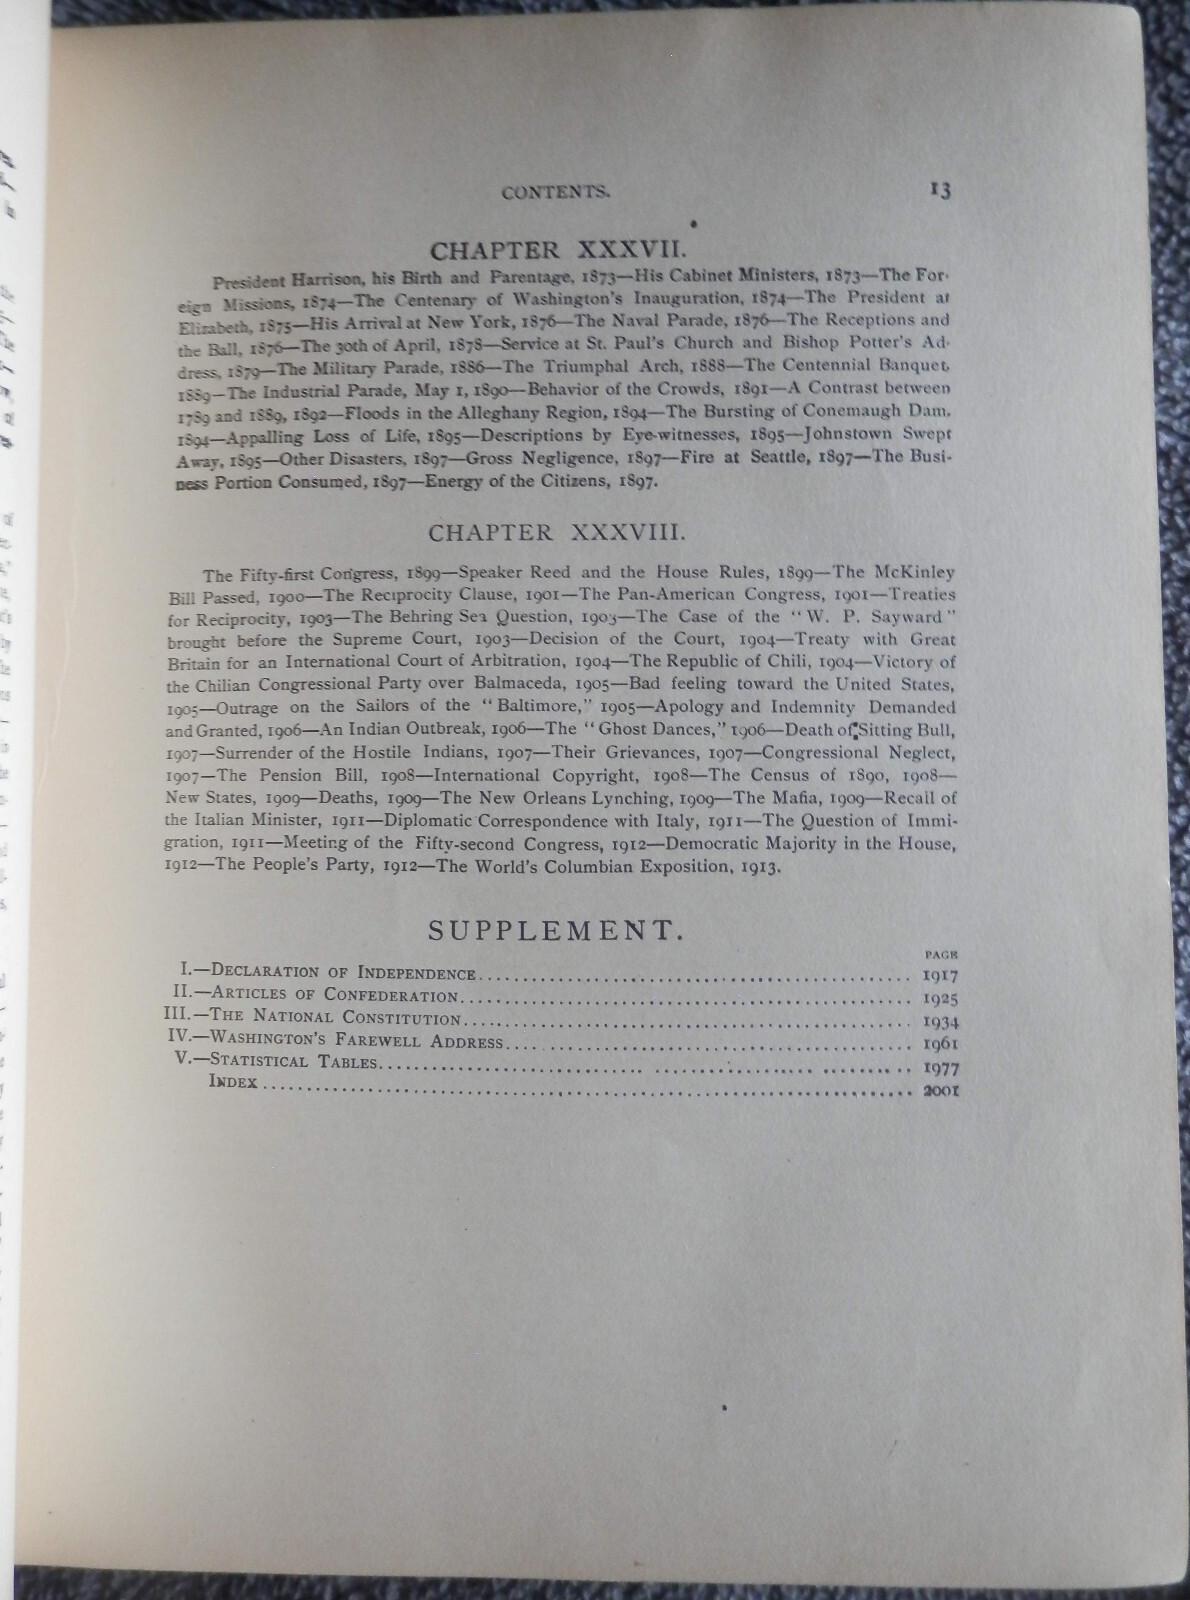 CONTENTS. 13
CHAPTER XXXVII.
President Harrison, his Birth and Parentage, 1873—His Cabinet Ministers, 1873—The For-
eign Missions, 1874—The Centenary of Washington's Inauguration, 1874—The President at
Elizabeth, 1875—His Arrival at New York, 1876—The Naval Parade, 1876—The Receptions and
the Ball, 1876—The 30th of April, 1878—Service at St. Paul's Church and Bishop Potter's Ad-
dress, 1879—The Military Parade, 1886—The Triumphal Arch, 1888—The Centennial Banquet,
1889—The Industrial Parade, May 1, 1890—Behavior of the Crowds, 1891—A Contrast between
1789 and 1889, 1892—Floods in the Alleghany Region, 1894—The Bursting of Conemaugh Dam,
1894—Appalling Loss of Life, 1895—Descriptions by Eye-witnesses, 1895—Johnstown Swept
Away, 1895—Other Disasters, 1897—Gross Negligence, 1897—Fire at Seattle, 1897—The Busi-
ness Portion Consumed, 1897—Energy of the Citizens, 1897.
CHAPTER XXXVIII.
The Fifty-first Congress, 1899—Speaker Reed and the House Rules, 1899—The McKinley
Bill Passed, 1900—The Reciprocity Clause, 1901—The Pan-American Congress, 1901—Treaties
for Reciprocity, 1903—The Behring Sea Question, 1903—The Case of the "W. P. Sayward"
brought before the Supreme Court, 1903—Decision of the Court, 1904—Treaty with Great
Britain for an International Court of Arbitration, 1904—The Republic of Chili, 1904—Victory of
the Chilian Congressional Party over Balmaceda, 1905—Bad feeling toward the United States,
1905—Outrage on the Sailors of the "Baltimore," 1905—Apology and Indemnity Demanded
and Granted, 1906—An Indian Outbreak, 1906—The "Ghost Dances," 1906—Death of Sitting Bull,
1907—Surrender of the Hostile Indians, 1907—Their Grievances, 1907—Congressional Neglect,
1907—The Pension Bill, 1908—International Copyright, 1908—The Census of 1890, 1908—
New States, 1909—Deaths, 1909—The New Orleans Lynching, 1909—The Mafia, 1909—Recall of
the Italian Minister, 1911—Diplomatic Correspondence with Italy, 1911—The Question of Immi-
gration, 1911—Meeting of the Fifty-second Congress, 1912—Democratic Majority in the House,
1912—The People's Party, 1912—The World's Columbian Exposition, 1913.
SUPPLEMENT.
PAGE
I.—DECLARATION OF INDEPENDENCE........ 1917
II.—ARTICLES OF CONFEDERATION........ 1925
III.—THE NATIONAL CONSTITUTION........ 1934
IV.—WASHINGTON'S FAREWELL ADDRESS........ 1961
V.—STATISTICAL TABLES........ 1977
INDEX........ 2001